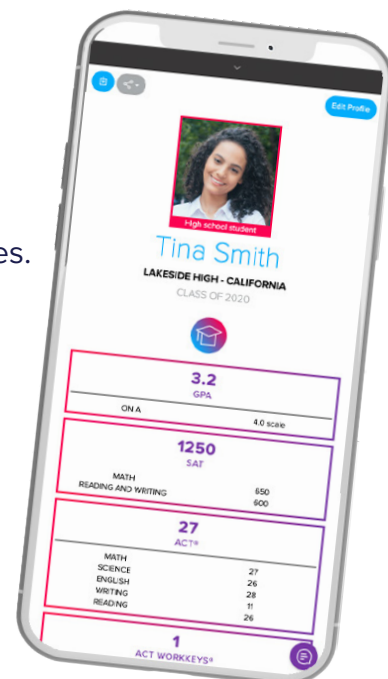 es.
Edit Profile
High school student
Tina Smith
LAKESIDE HIGH - CALIFORNIA
CLASS OF 2020
3.2
GPA
ON A 4.0 scale
1250
SAT
MATH 650
READING AND WRITING 600
27
ACT®
MATH 27
SCIENCE 26
ENGLISH 28
WRITING 11
READING 26
1
ACT WORKKEYS®